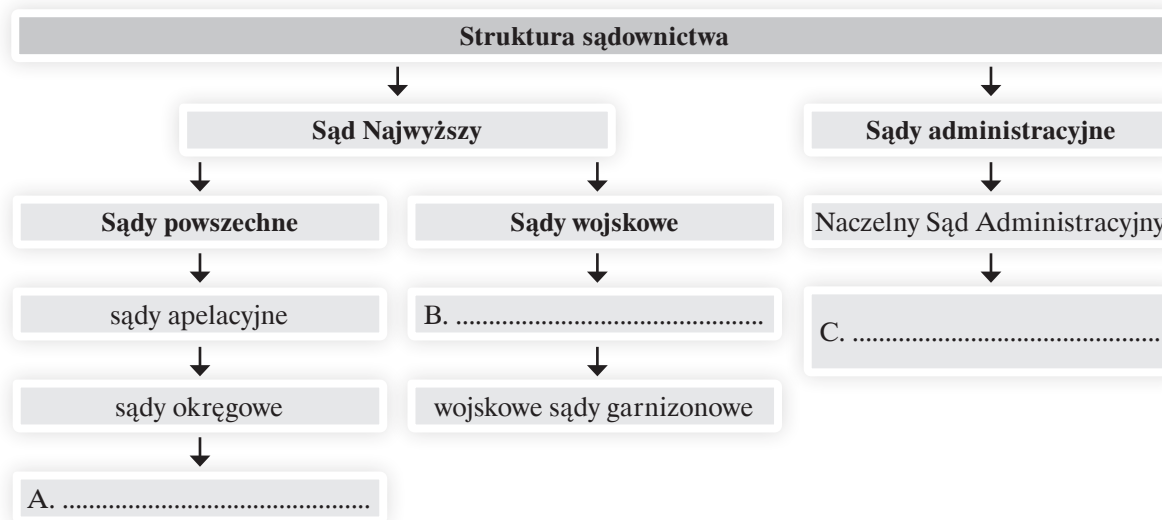 Struktura sądownictwa
Sąd Najwyższy
Sądy administracyjne
Sądy powszechne
Sądy wojskowe
Naczelny Sąd Administracyjny
sądy apelacyjne
B. ...............................................
C. ...............................................
sądy okręgowe
wojskowe sądy garnizonowe
A. ...............................................